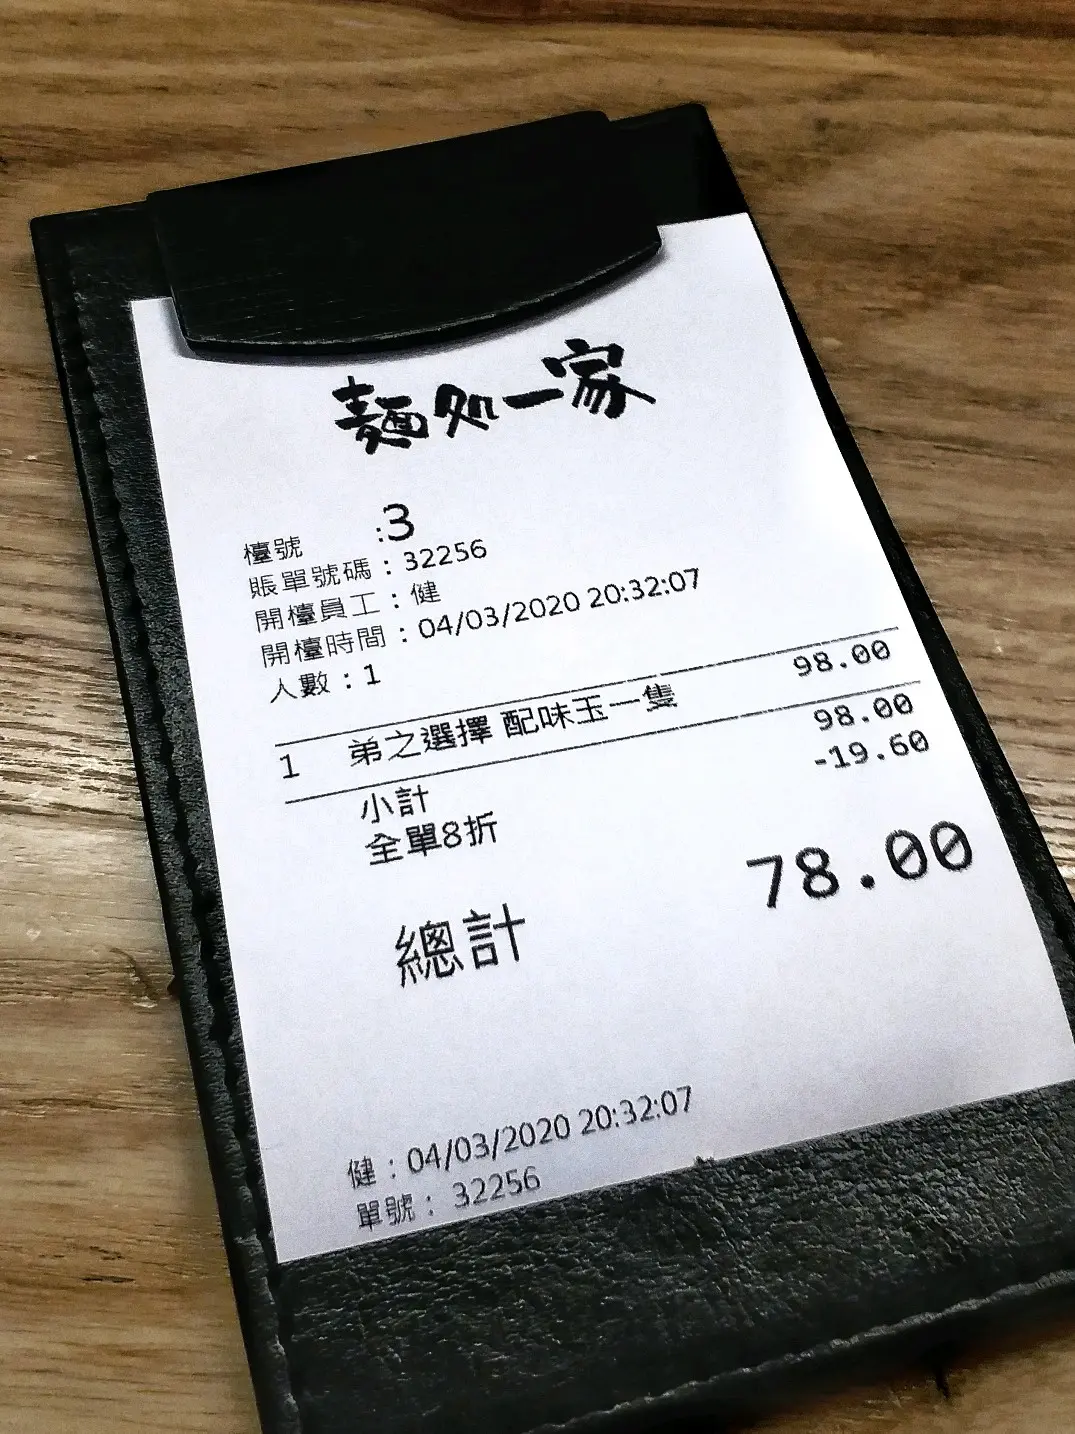 麵処一家
檯號 :3
賬單號碼：32256
開檯員工：健
開檯時間：04/03/2020 20:32:07
人數：1
1 弟之選擇 配味玉一隻 98.00
小計 98.00
全單8折 -19.60
總計 78.00
健：04/03/2020 20:32:07
單號：32256